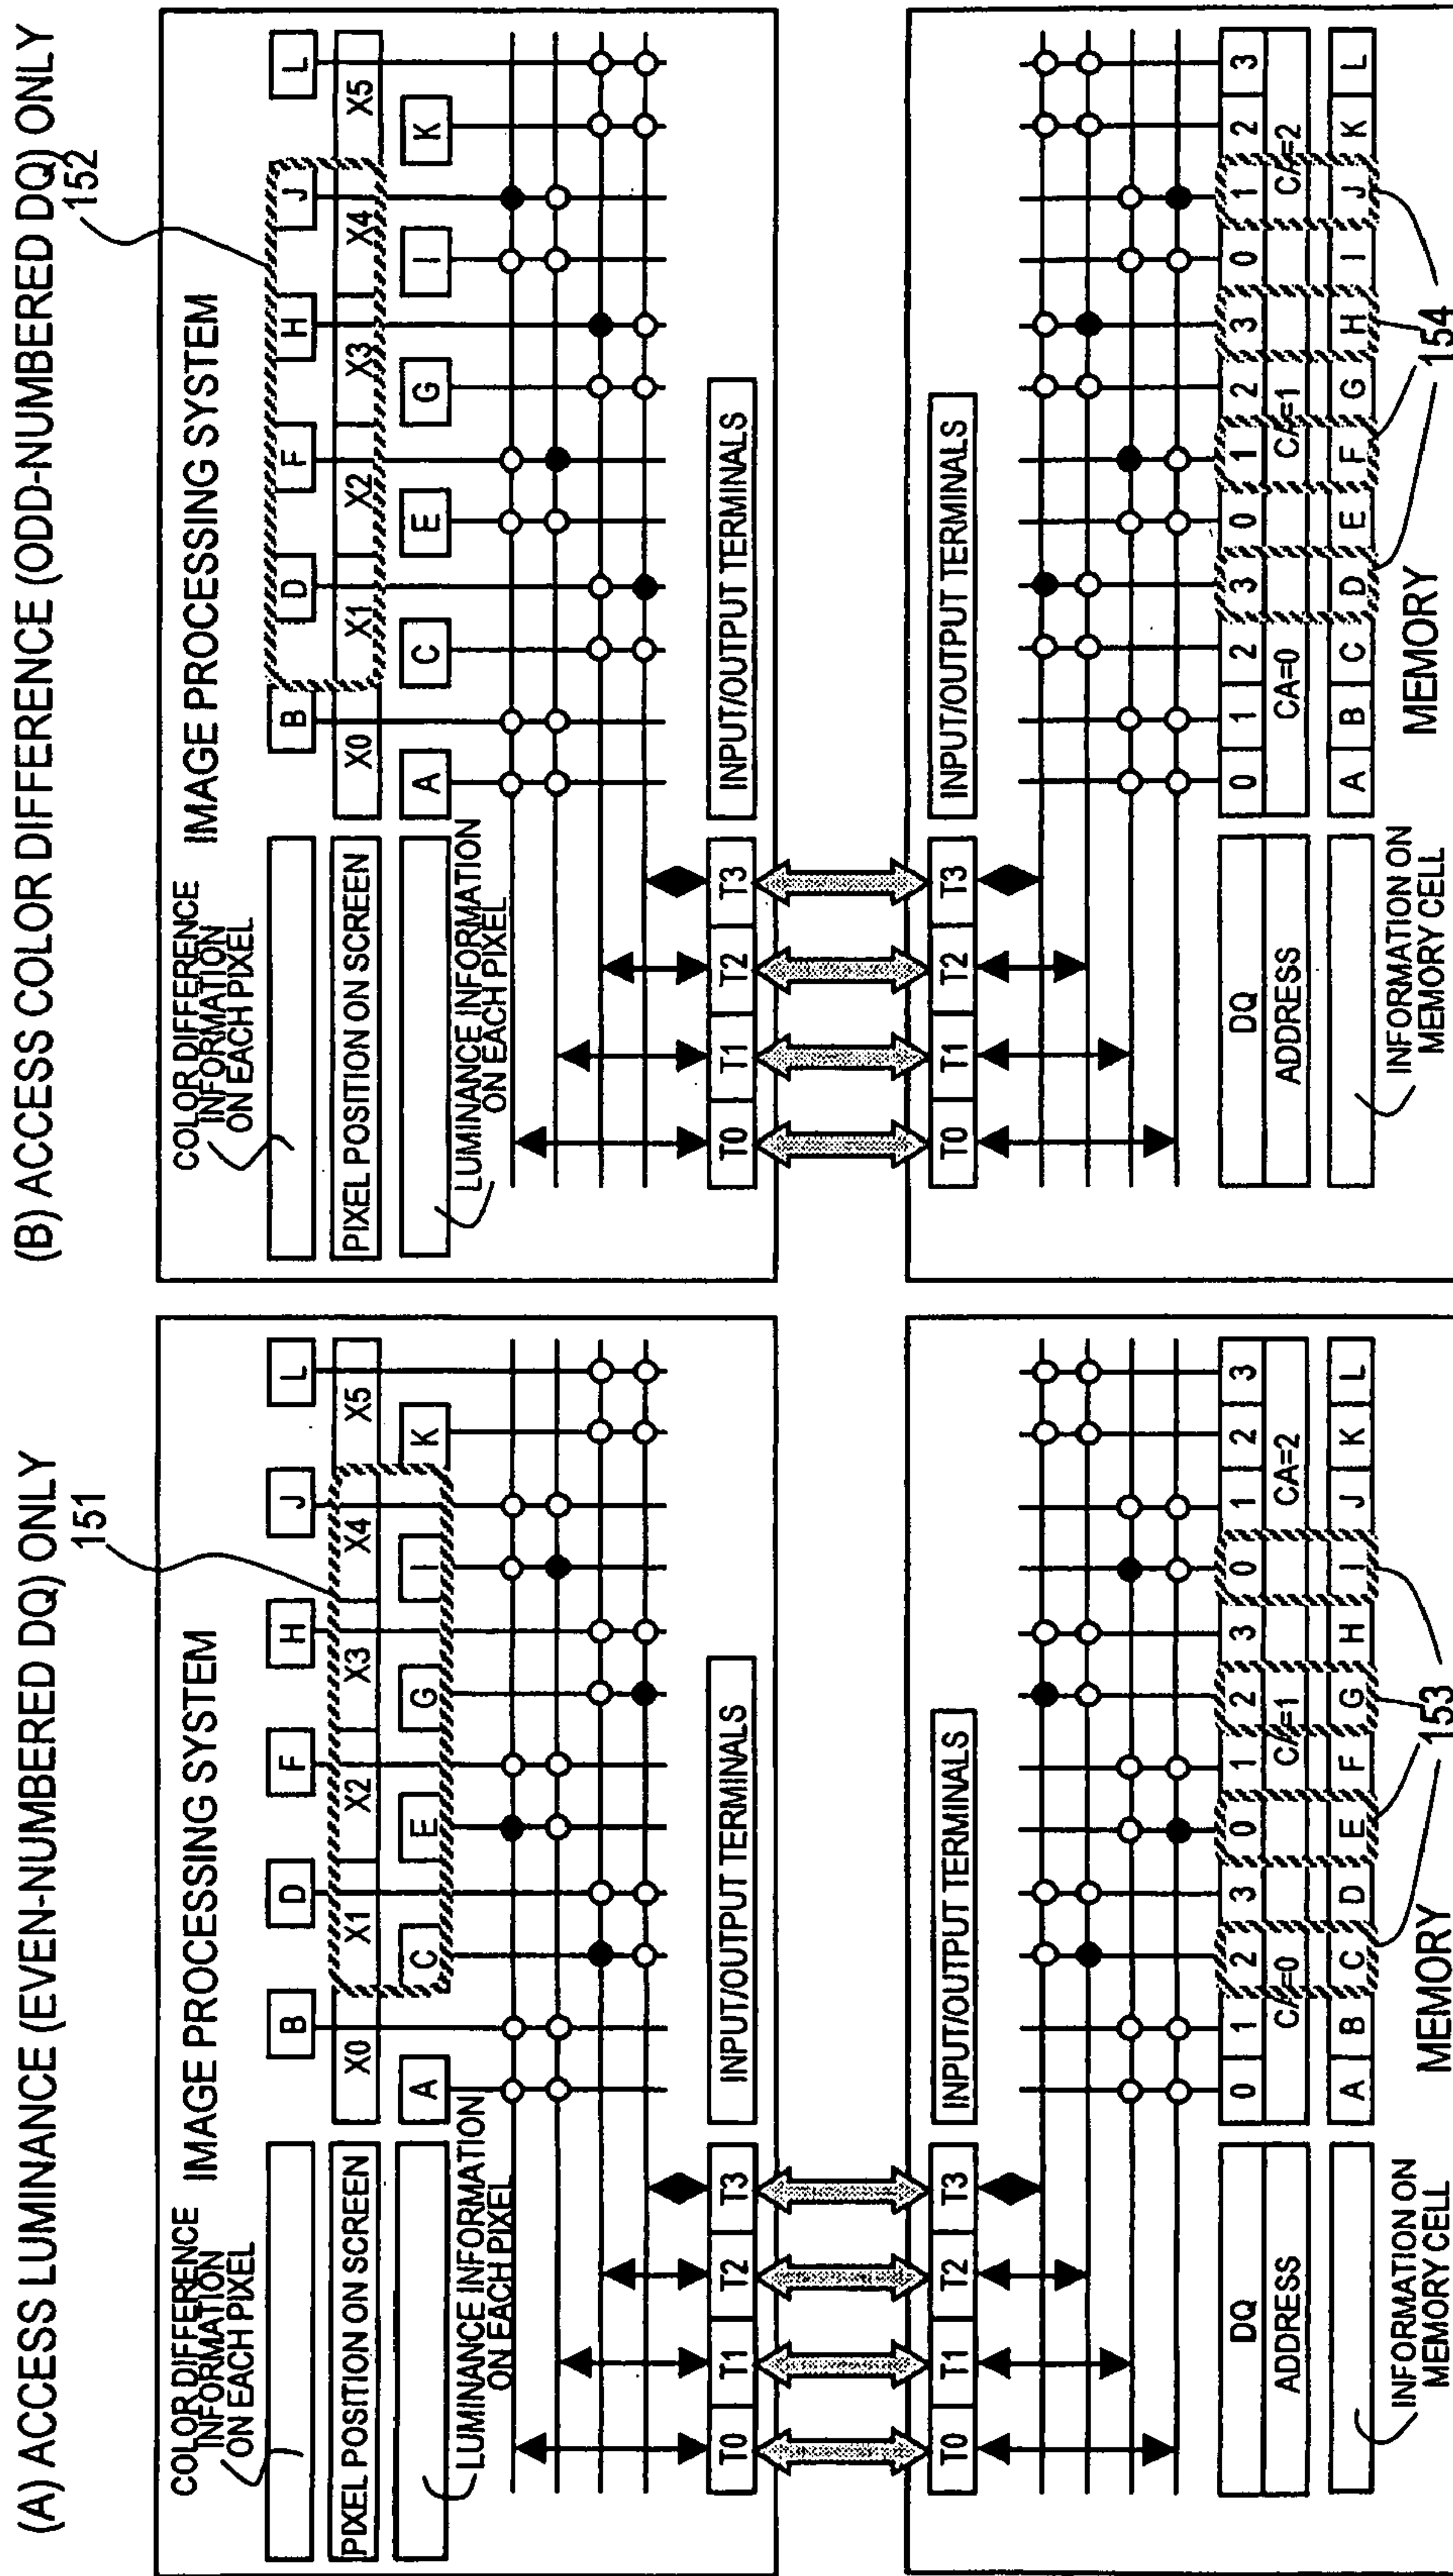 (A) ACCESS LUMINANCE (EVEN-NUMBERED DQ) ONLY
151
IMAGE PROCESSING SYSTEM
COLOR DIFFERENCE
INFORMATION
ON EACH PIXEL
B D F H J L
PIXEL POSITION ON SCREEN
X0 X1 X2 X3 X4 X5
A C E G I K
LUMINANCE INFORMATION
ON EACH PIXEL
T0 T1 T2 T3
INPUT/OUTPUT TERMINALS
T0 T1 T2 T3
INPUT/OUTPUT TERMINALS
DQ
0 1 2 3 0 1 2 3 0 1 2 3
ADDRESS
CA=0 CA=1 CA=2
A B C D E F G H I J K L
INFORMATION ON
MEMORY CELL
MEMORY
153
(B) ACCESS COLOR DIFFERENCE (ODD-NUMBERED DQ) ONLY
152
IMAGE PROCESSING SYSTEM
COLOR DIFFERENCE
INFORMATION
ON EACH PIXEL
B D F H J L
PIXEL POSITION ON SCREEN
X0 X1 X2 X3 X4 X5
A C E G I K
LUMINANCE INFORMATION
ON EACH PIXEL
T0 T1 T2 T3
INPUT/OUTPUT TERMINALS
T0 T1 T2 T3
INPUT/OUTPUT TERMINALS
DQ
0 1 2 3 0 1 2 3 0 1 2 3
ADDRESS
CA=0 CA=1 CA=2
A B C D E F G H I J K L
INFORMATION ON
MEMORY CELL
MEMORY
154